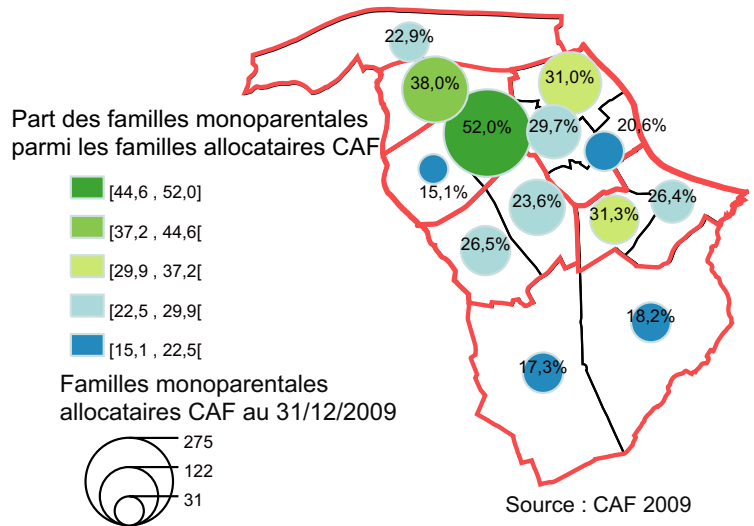 22,9%
38,0%
31,0%
52,0%
29,7%
20,6%
15,1%
23,6%
26,4%
31,3%
26,5%
18,2%
17,3%
Part des familles monoparentales
parmi les familles allocataires CAF
[44,6 , 52,0]
[37,2 , 44,6[
[29,9 , 37,2[
[22,5 , 29,9[
[15,1 , 22,5[
Familles monoparentales
allocataires CAF au 31/12/2009
275
122
31
Source : CAF 2009